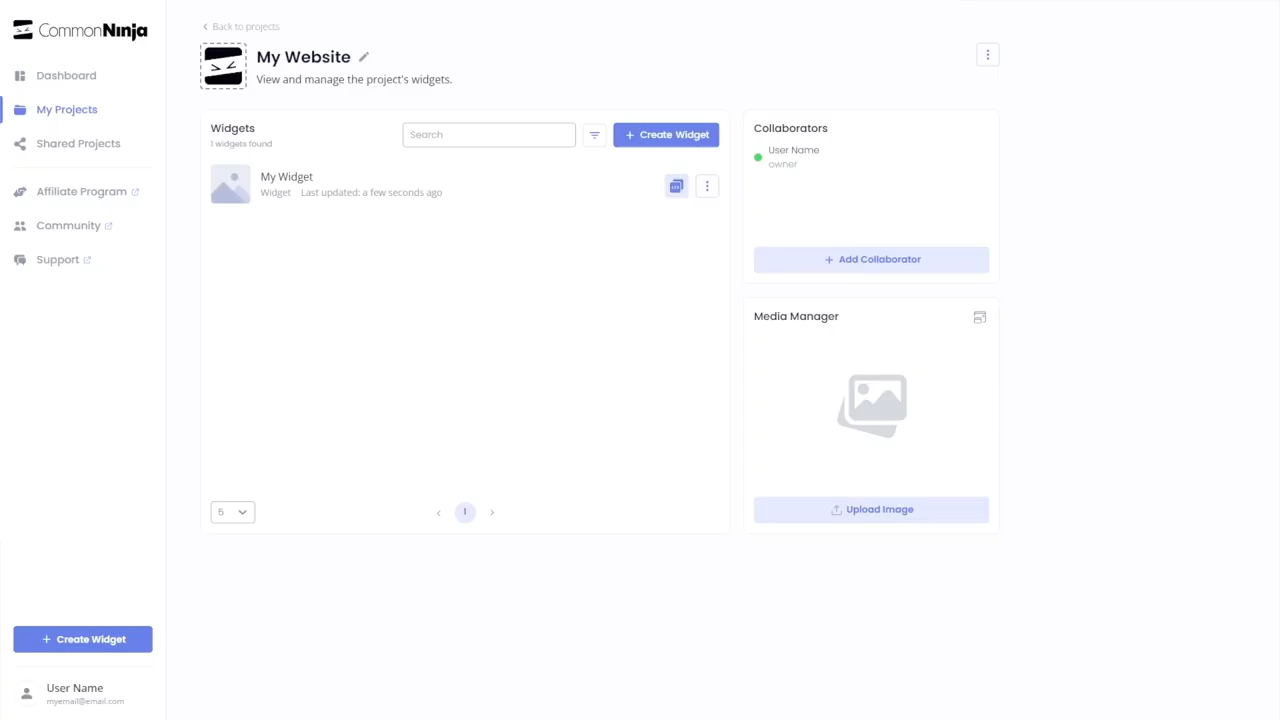 CommonNinja
Dashboard
My Projects
Shared Projects
Affiliate Program
Community
Support
+ Create Widget
User Name
myemail@email.com
Back to projects
My Website
View and manage the project's widgets.
Widgets
1 widgets found
Search
+ Create Widget
My Widget
Widget Last updated: a few seconds ago
5
‹ 1 ›
Collaborators
User Name
owner
+ Add Collaborator
Media Manager
Upload Image